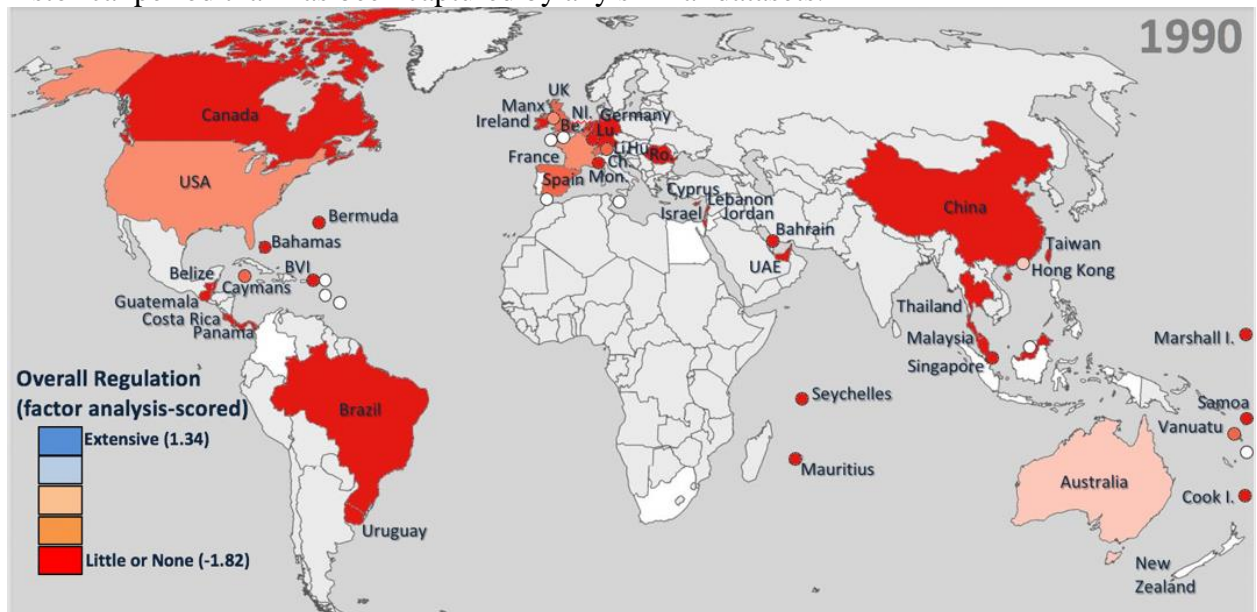 1990
Canada
USA
Bermuda
Bahamas
BVI
Belize
Caymans
Guatemala
Costa Rica
Panama
Brazil
Uruguay
UK
Manx
Ireland
Nl.
Germany
Be.
Lu.
Li.
Hu.
Ro.
France
Ch.
Mon.
Spain
Cyprus
Lebanon
Israel
Jordan
Bahrain
UAE
China
Taiwan
Hong Kong
Thailand
Malaysia
Singapore
Seychelles
Mauritius
Marshall I.
Samoa
Vanuatu
Cook I.
Australia
New
Zealand
Overall Regulation
(factor analysis-scored)
Extensive (1.34)
Little or None (-1.82)